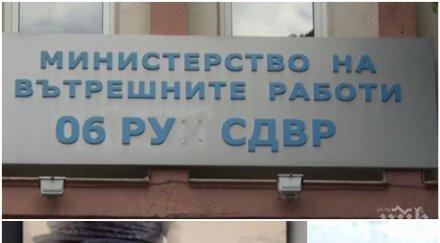 МИНИСТЕРСТВО НА
ВЪТРЕШНИТЕ РАБОТИ
06 РУ СДВР